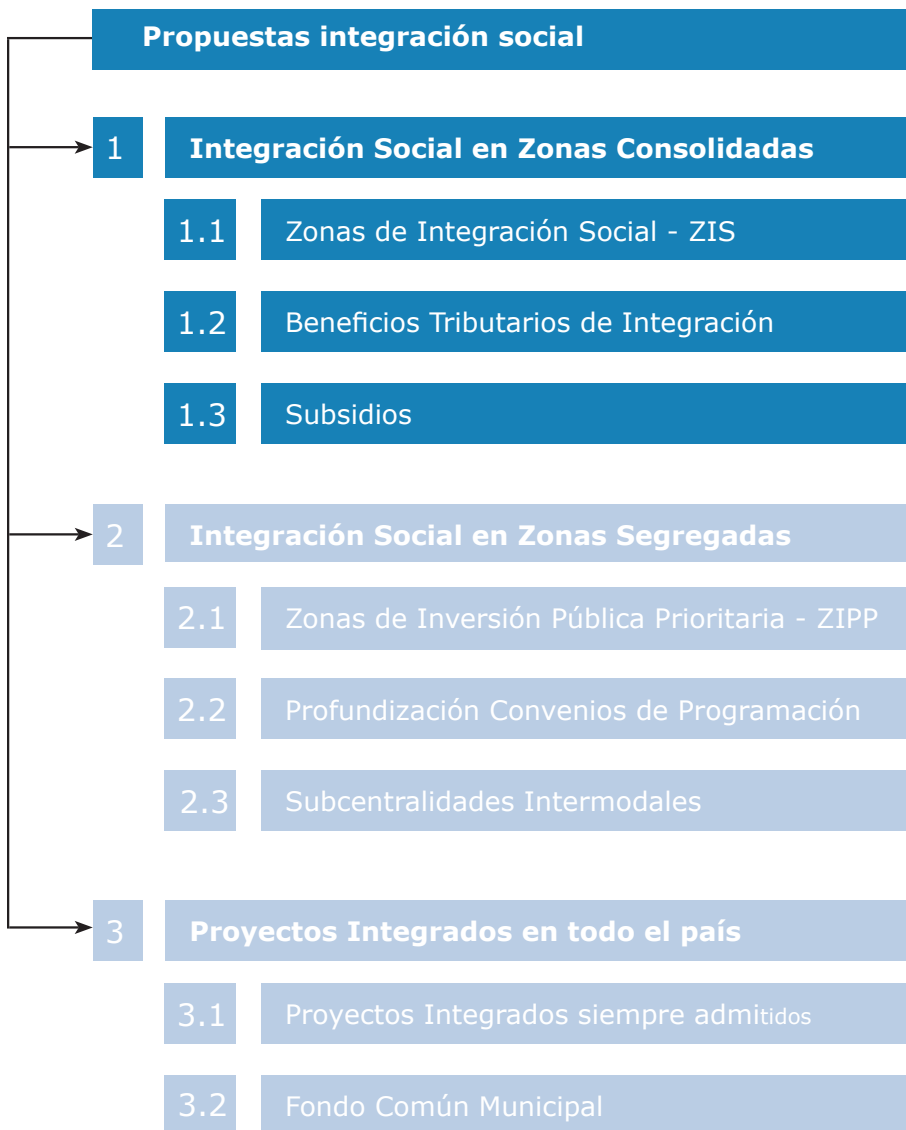 Propuestas integración social
1 Integración Social en Zonas Consolidadas
1.1 Zonas de Integración Social - ZIS
1.2 Beneficios Tributarios de Integración
1.3 Subsidios
2 Integración Social en Zonas Segregadas
2.1 Zonas de Inversión Pública Prioritaria - ZIPP
2.2 Profundización Convenios de Programación
2.3 Subcentralidades Intermodales
3 Proyectos Integrados en todo el país
3.1 Proyectos Integrados siempre admitidos
3.2 Fondo Común Municipal